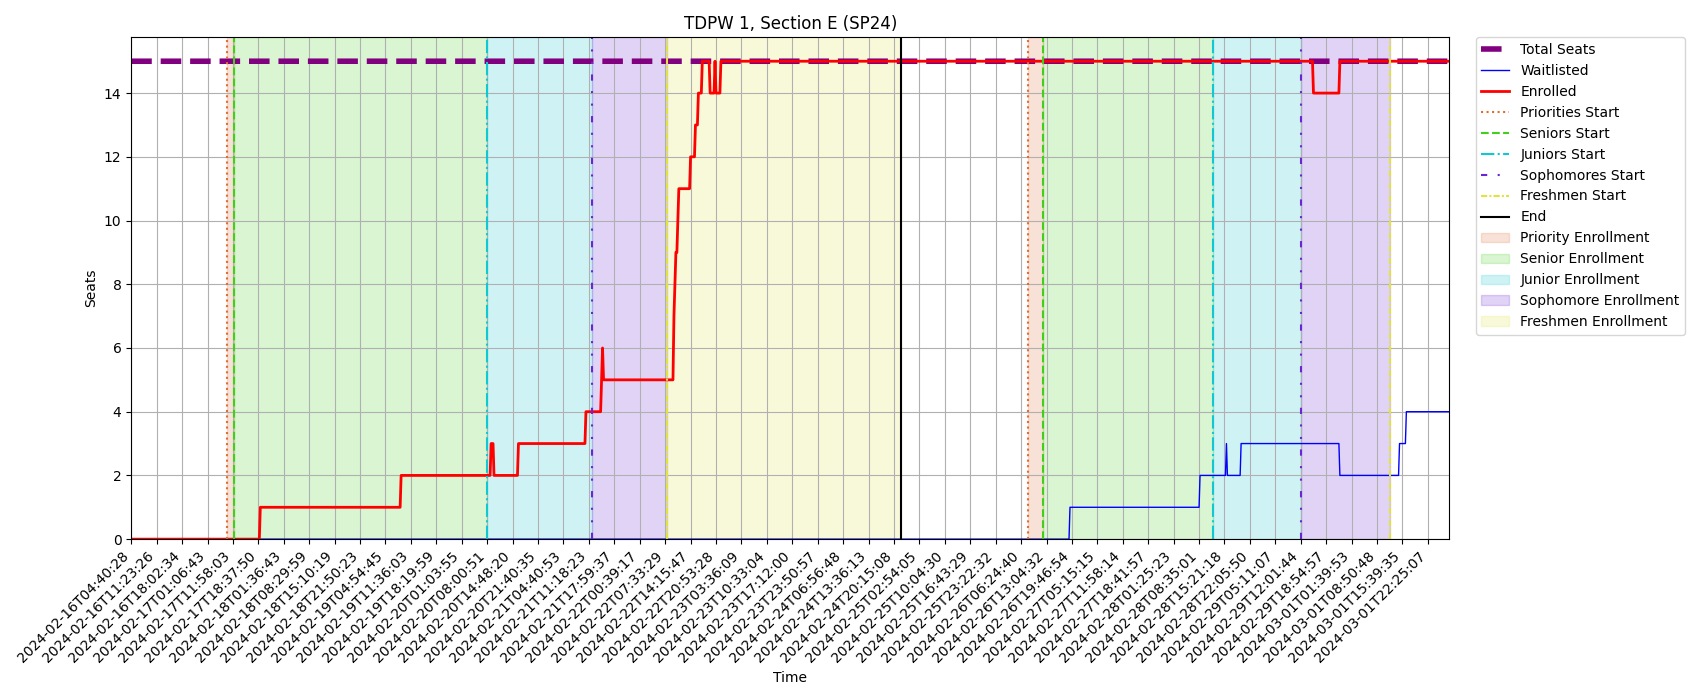 TDPW 1, Section E (SP24)
Seats
14
12
10
8
6
4
2
0
2024-02-16T04:40:28
2024-02-16T11:23:26
2024-02-16T18:02:34
2024-02-17T01:06:43
2024-02-17T11:58:03
2024-02-17T18:37:50
2024-02-18T01:36:43
2024-02-18T08:29:59
2024-02-18T15:10:19
2024-02-18T21:50:23
2024-02-19T04:54:45
2024-02-19T11:36:03
2024-02-19T18:19:59
2024-02-20T01:03:55
2024-02-20T08:00:51
2024-02-20T14:48:20
2024-02-20T21:40:35
2024-02-21T04:40:53
2024-02-21T11:18:23
2024-02-21T17:59:37
2024-02-22T00:39:17
2024-02-22T07:33:29
2024-02-22T14:15:47
2024-02-22T20:53:28
2024-02-23T03:36:09
2024-02-23T10:33:04
2024-02-23T17:12:00
2024-02-23T23:50:57
2024-02-24T06:56:48
2024-02-24T13:36:13
2024-02-24T20:15:08
2024-02-25T02:54:05
2024-02-25T10:04:30
2024-02-25T16:43:29
2024-02-25T23:22:32
2024-02-26T06:24:40
2024-02-26T13:04:32
2024-02-26T19:46:54
2024-02-27T05:15:15
2024-02-27T11:58:14
2024-02-27T18:41:57
2024-02-28T01:25:23
2024-02-28T08:35:01
2024-02-28T15:21:18
2024-02-28T22:05:50
2024-02-29T05:11:07
2024-02-29T12:01:44
2024-02-29T18:54:57
2024-03-01T01:39:53
2024-03-01T08:50:48
2024-03-01T15:39:35
2024-03-01T22:25:07
Time
Total Seats
Waitlisted
Enrolled
Priorities Start
Seniors Start
Juniors Start
Sophomores Start
Freshmen Start
End
Priority Enrollment
Senior Enrollment
Junior Enrollment
Sophomore Enrollment
Freshmen Enrollment